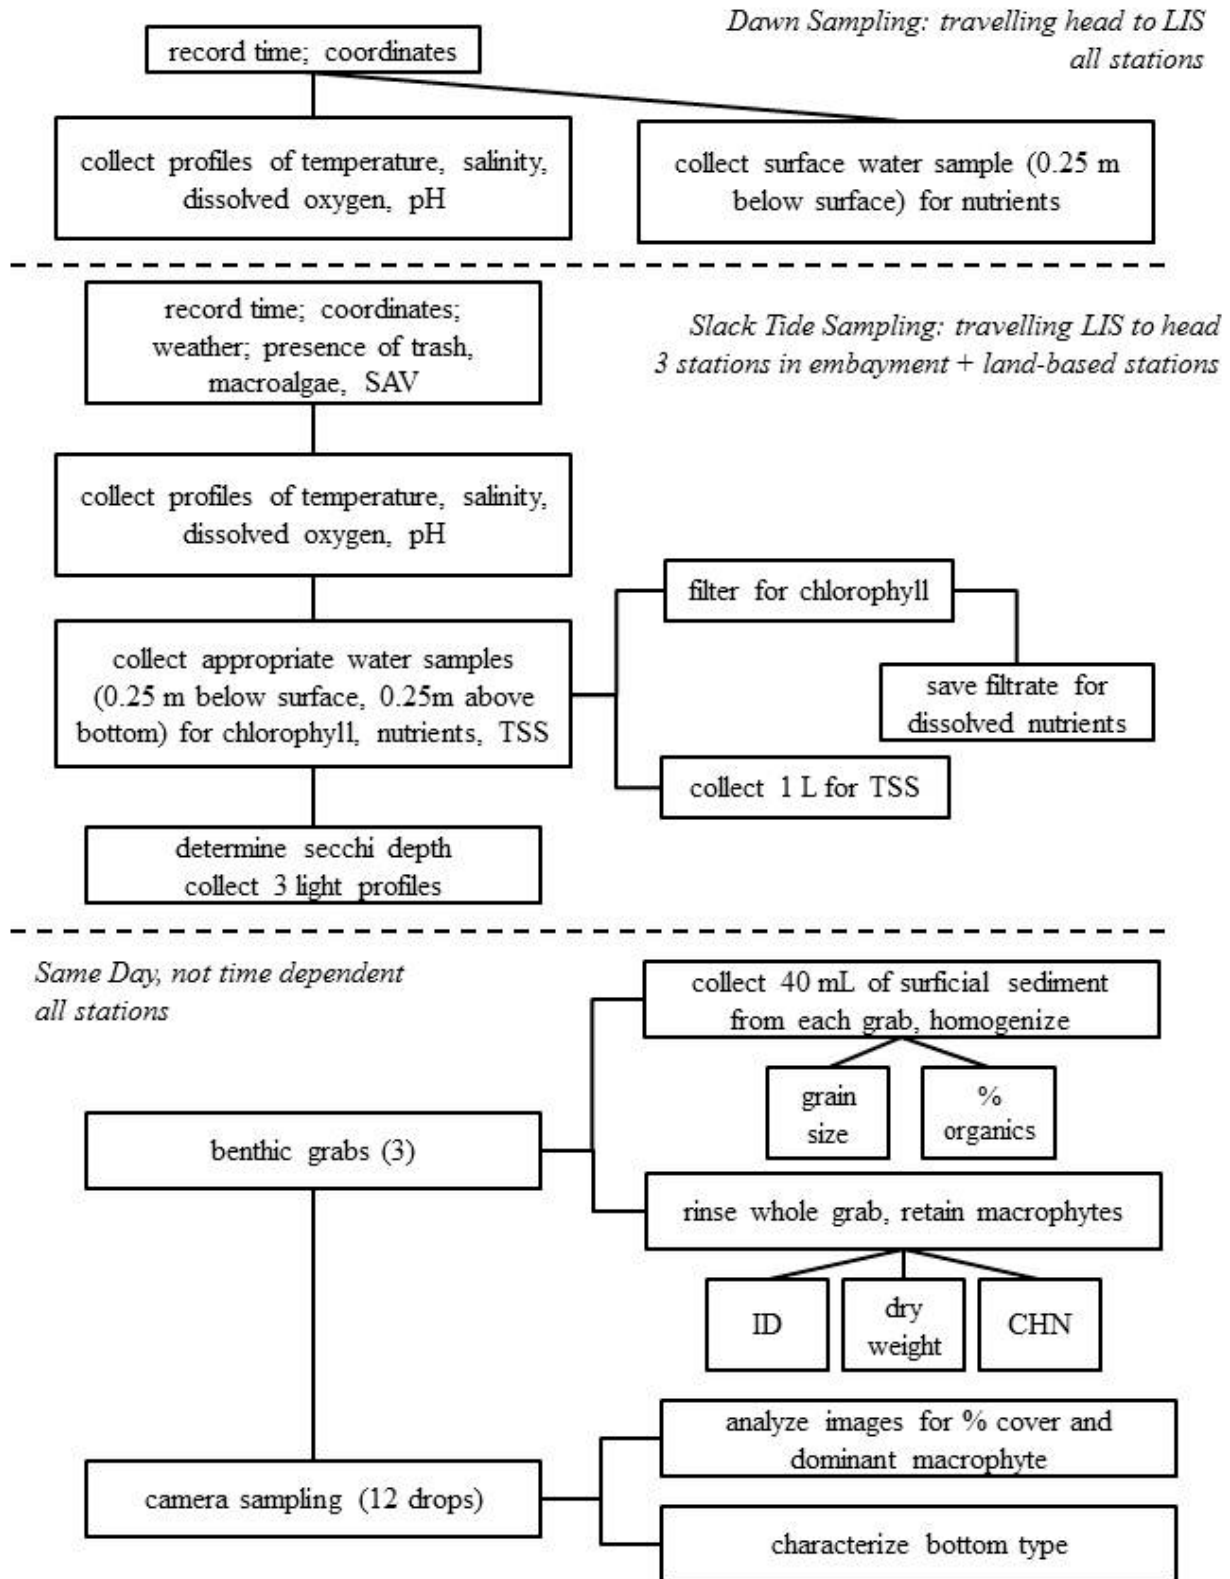 Dawn Sampling: travelling head to LIS
all stations
record time; coordinates
collect profiles of temperature, salinity,
dissolved oxygen, pH
collect surface water sample (0.25 m
below surface) for nutrients
record time; coordinates;
weather; presence of trash,
macroalgae, SAV
Slack Tide Sampling: travelling LIS to head
3 stations in embayment + land-based stations
collect profiles of temperature, salinity,
dissolved oxygen, pH
filter for chlorophyll
collect appropriate water samples
(0.25 m below surface, 0.25m above
bottom) for chlorophyll, nutrients, TSS
save filtrate for
dissolved nutrients
collect 1 L for TSS
determine secchi depth
collect 3 light profiles
Same Day, not time dependent
all stations
collect 40 mL of surficial sediment
from each grab, homogenize
grain
size
%
organics
benthic grabs (3)
rinse whole grab, retain macrophytes
ID
dry
weight
CHN
analyze images for % cover and
dominant macrophyte
camera sampling (12 drops)
characterize bottom type